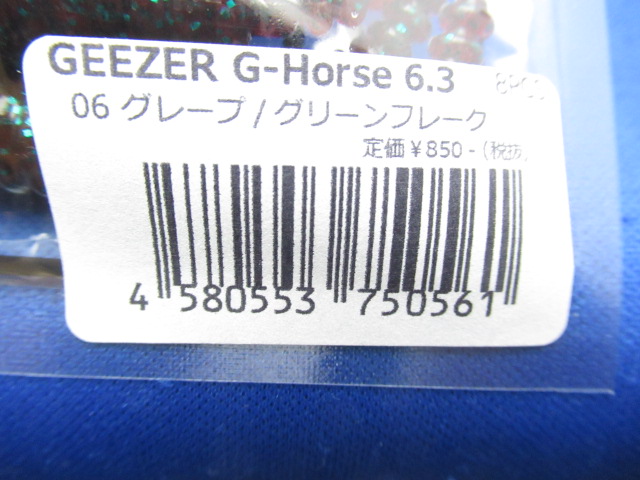 GEEZER G-Horse 6.3 8pcs
06 グレープ / グリーンフレーク
定価 ¥850-(税抜)
4 580553 750561